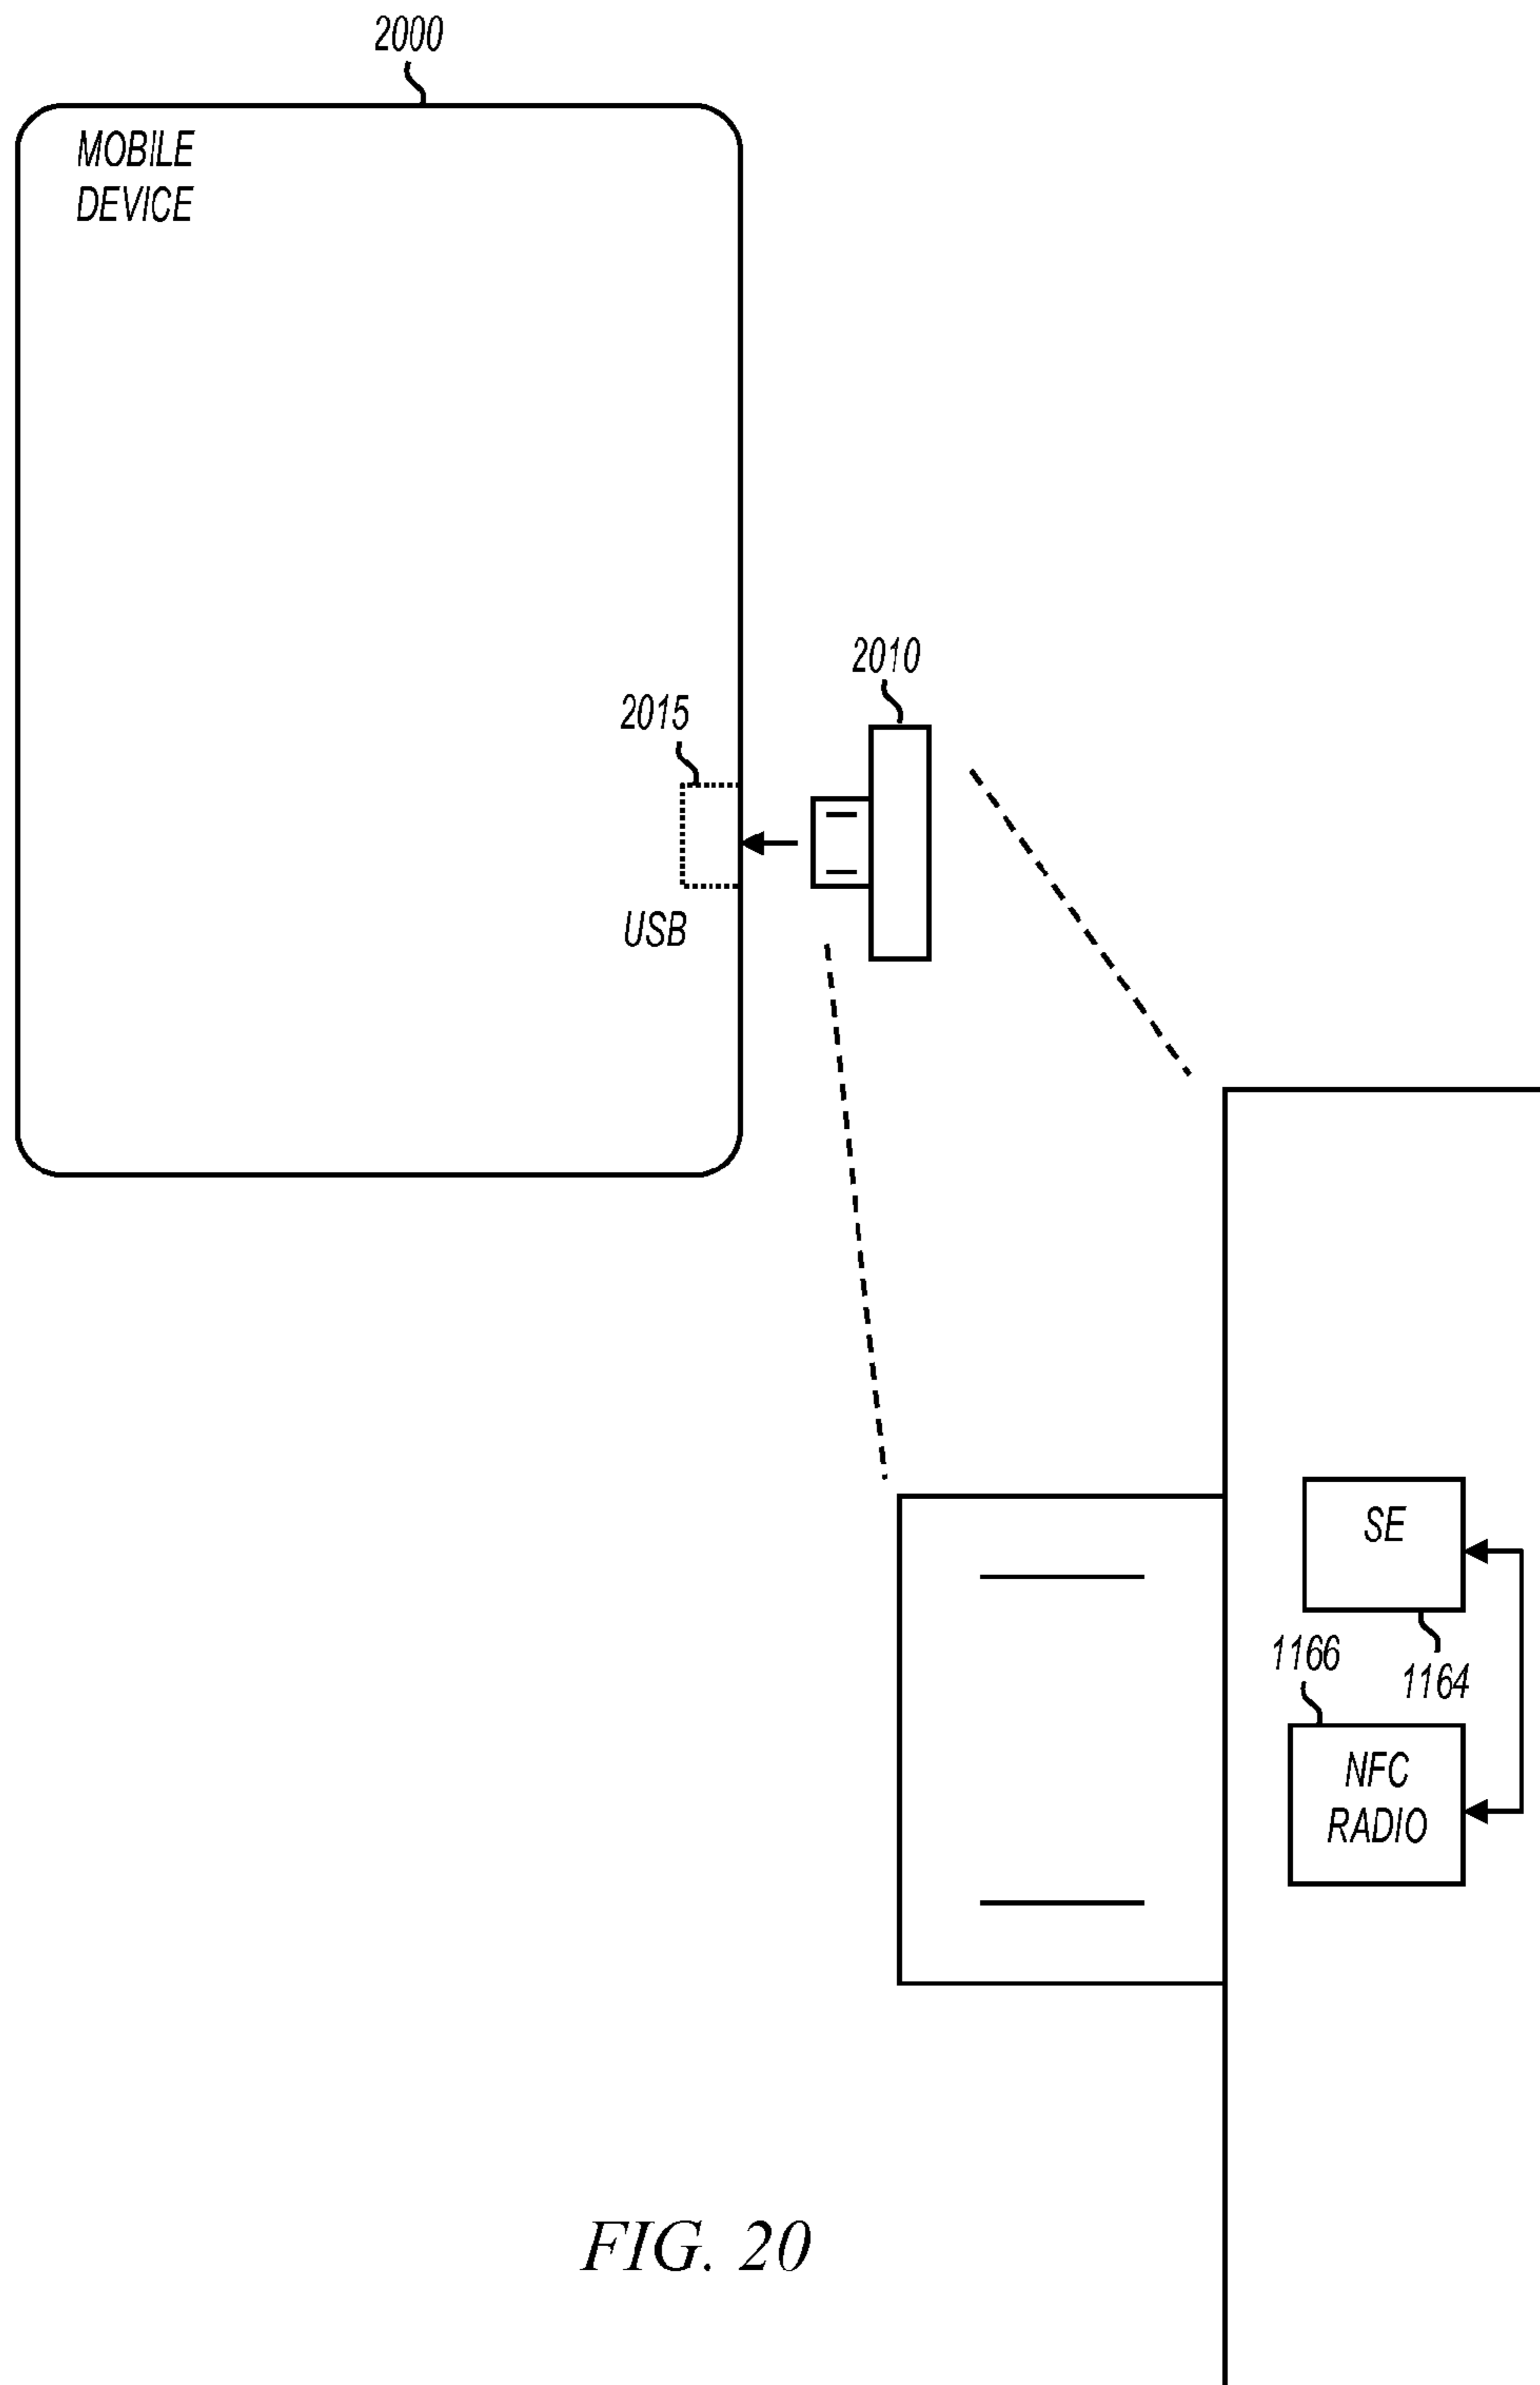 2000
MOBILE
DEVICE
2010
2015
USB
SE
1166
1164
NFC
RADIO
FIG. 20